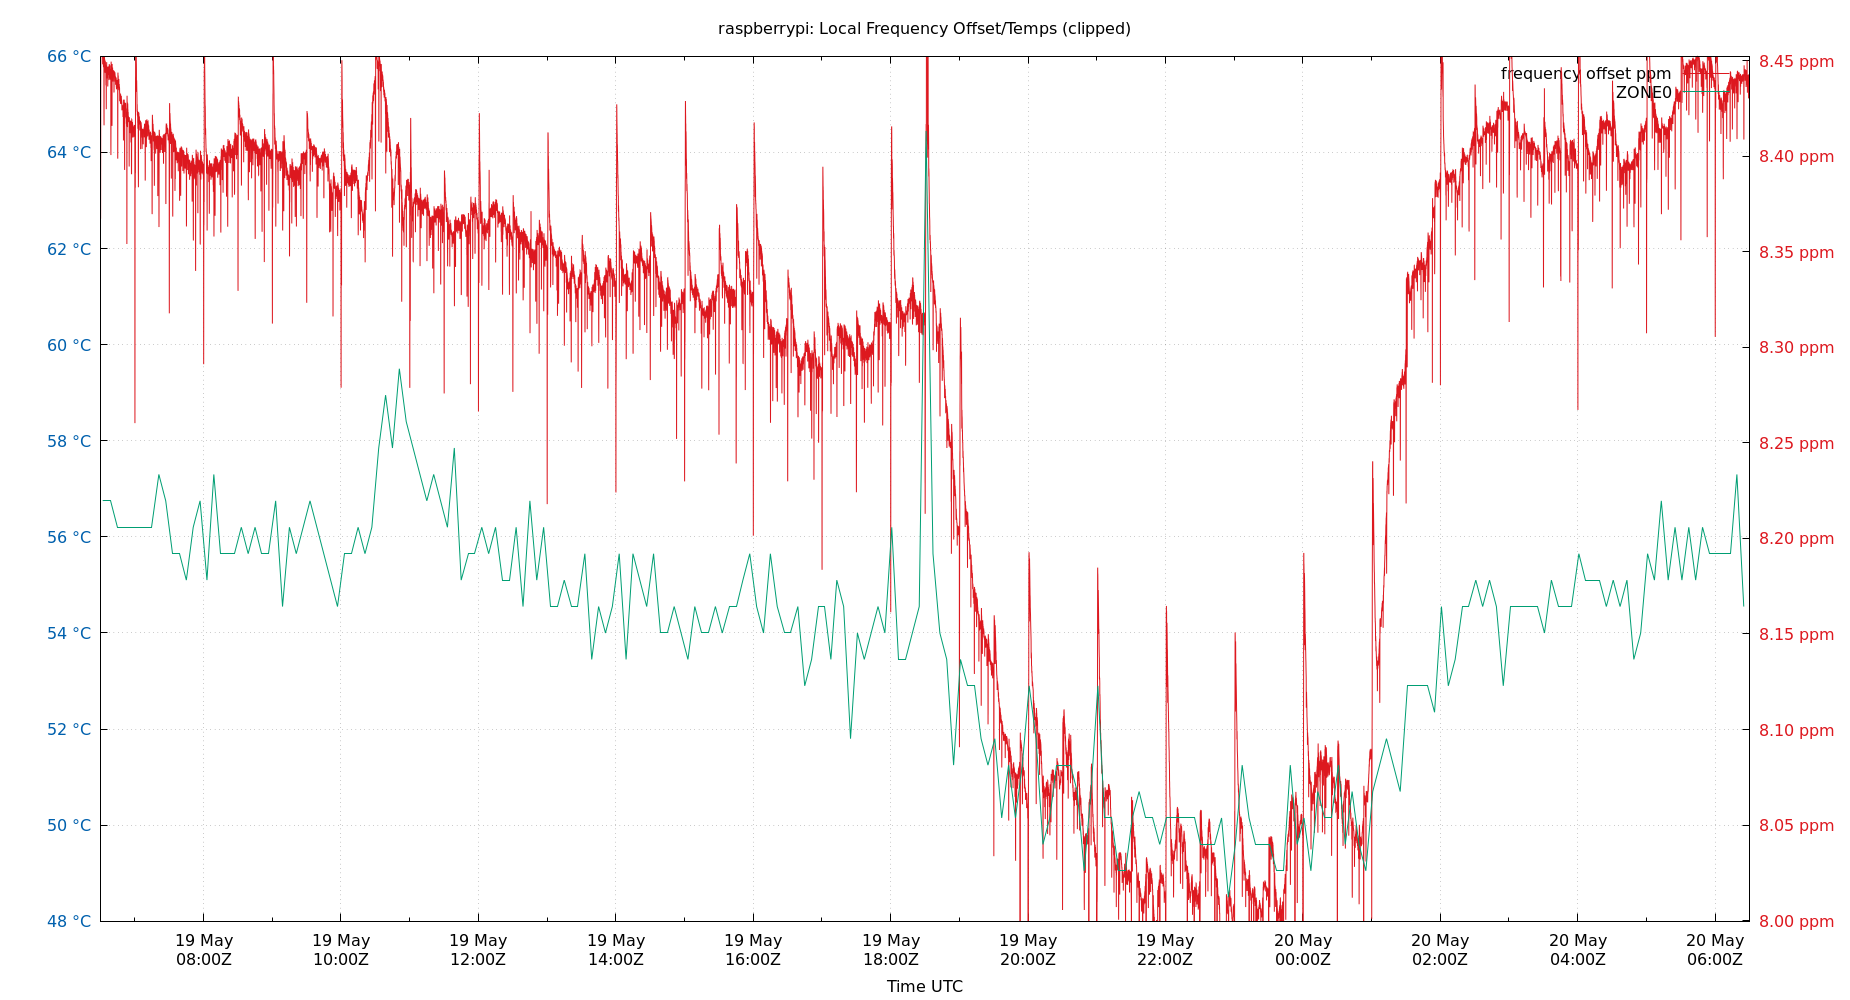 raspberrypi: Local Frequency Offset/Temps (clipped)
66 °C
64 °C
62 °C
60 °C
58 °C
56 °C
54 °C
52 °C
50 °C
48 °C
8.45 ppm
8.40 ppm
8.35 ppm
8.30 ppm
8.25 ppm
8.20 ppm
8.15 ppm
8.10 ppm
8.05 ppm
8.00 ppm
frequency offset ppm
ZONE0
19 May
08:00Z
19 May
10:00Z
19 May
12:00Z
19 May
14:00Z
19 May
16:00Z
19 May
18:00Z
19 May
20:00Z
19 May
22:00Z
20 May
00:00Z
20 May
02:00Z
20 May
04:00Z
20 May
06:00Z
Time UTC